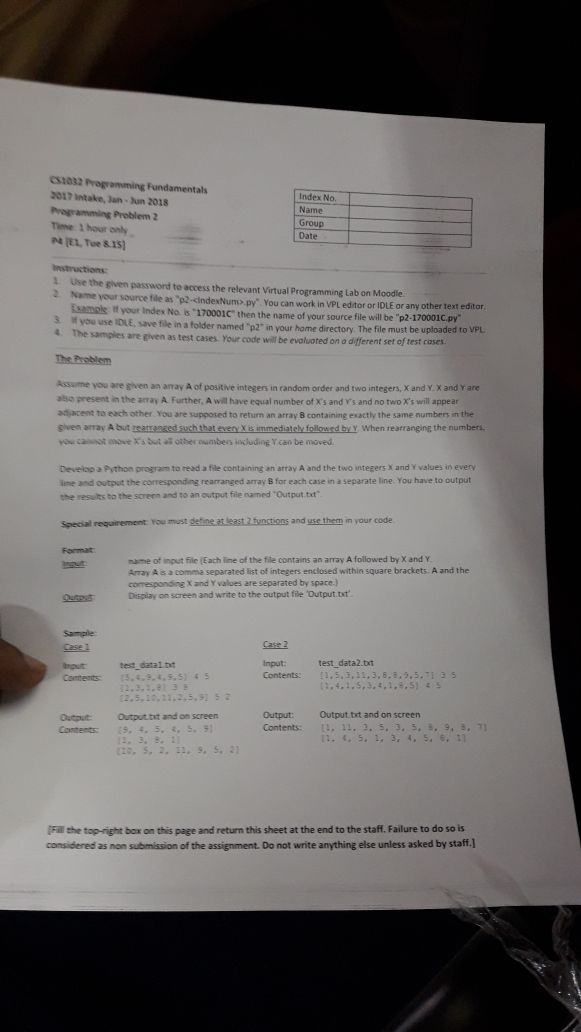 CS1032 Programming Fundamentals
2017 Intake, Jan - Jun 2018
Programming Problem 2
Time: 1 hour only
P4 [E1, Tue 8.15]
Index No.
Name
Group
Date
Instructions:
1. Use the given password to access the relevant Virtual Programming Lab on Moodle.
2. Name your source file as "p2-<IndexNum>.py". You can work in VPL editor or IDLE or any other text editor.
Example: If your Index No. is "170001C" then the name of your source file will be "p2-170001C.py"
3. If you use IDLE, save file in a folder named "p2" in your home directory. The file must be uploaded to VPL.
4. The samples are given as test cases. Your code will be evaluated on a different set of test cases.
The Problem
Assume you are given an array A of positive integers in random order and two integers, X and Y. X and Y are
also present in the array A. Further, A will have equal number of X's and Y's and no two X's will appear
adjacent to each other. You are supposed to return an array B containing exactly the same numbers in the
given array A but rearranged such that every X is immediately followed by Y. When rearranging the numbers,
you cannot move X's but all other numbers including Y can be moved.
Develop a Python program to read a file containing an array A and the two integers X and Y values in every
line and output the corresponding rearranged array B for each case in a separate line. You have to output
the results to the screen and to an output file named "Output.txt".
Special requirement: You must define at least 2 functions and use them in your code.
Format:
Input: name of input file (Each line of the file contains an array A followed by X and Y.
Array A is a comma separated list of integers enclosed within square brackets. A and the
corresponding X and Y values are separated by space.)
Output: Display on screen and write to the output file 'Output.txt'.
Sample:
Case 1
Input: test_data1.txt
Contents: [5,4,9,4,9,5] 4 5
[1,3,1,8] 3 8
[2,5,10,11,2,5,9] 5 2
Output: Output.txt and on screen
Contents: [9, 4, 5, 4, 5, 9]
[1, 3, 8, 1]
[10, 5, 2, 11, 9, 5, 2]
Case 2
Input: test_data2.txt
Contents: [1,5,3,11,3,8,8,9,5,7] 3 5
[1,4,1,5,3,4,1,8,5] 4 5
Output: Output.txt and on screen
Contents: [1, 11, 3, 5, 3, 5, 8, 9, 8, 7]
[1, 4, 5, 1, 3, 4, 5, 8, 1]
[Fill the top-right box on this page and return this sheet at the end to the staff. Failure to do so is
considered as non submission of the assignment. Do not write anything else unless asked by staff.]